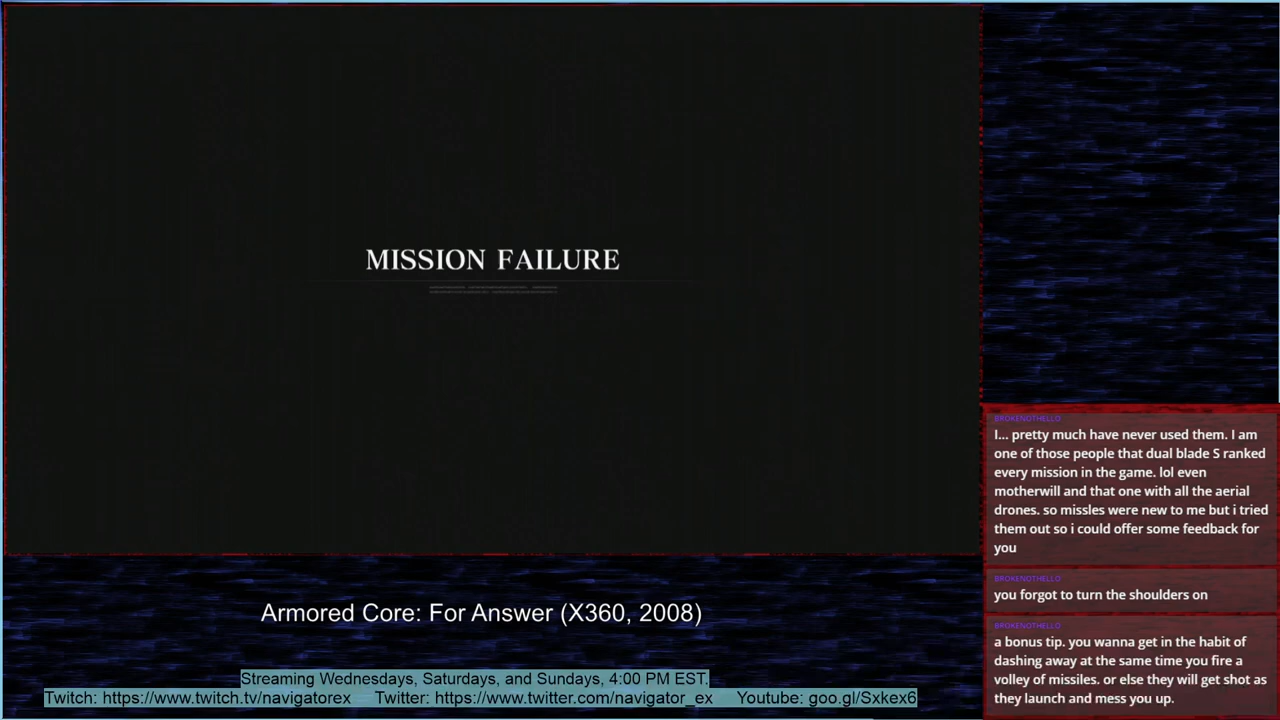 MISSION FAILURE
BROKENOTHELLO
I... pretty much have never used them. I am
one of those people that dual blade S ranked
every mission in the game. lol even
motherwill and that one with all the aerial
drones. so missles were new to me but i tried
them out so i could offer some feedback for
you
BROKENOTHELLO
you forgot to turn the shoulders on
BROKENOTHELLO
a bonus tip. you wanna get in the habit of
dashing away at the same time you fire a
volley of missiles. or else they will get shot as
they launch and mess you up.
Armored Core: For Answer (X360, 2008)
Streaming Wednesdays, Saturdays, and Sundays, 4:00 PM EST.
Twitch: https://www.twitch.tv/navigatorex Twitter: https://www.twitter.com/navigator_ex Youtube: goo.gl/Sxkex6